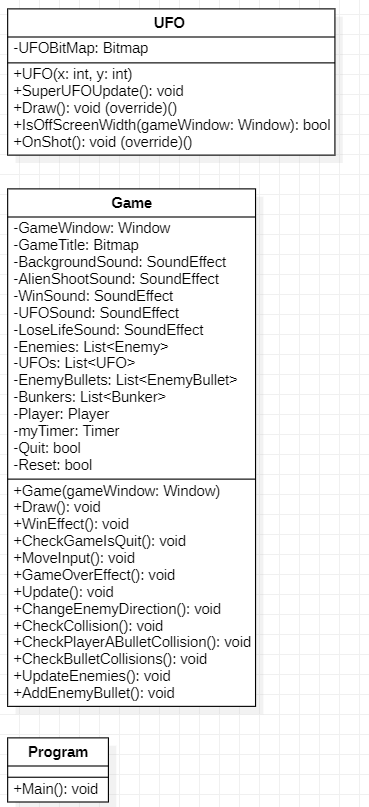 UFO
-UFOBitMap: Bitmap
+UFO(x: int, y: int)
+SuperUFOUpdate(): void
+Draw(): void (override)()
+IsOffScreenWidth(gameWindow: Window): bool
+OnShot(): void (override)()
Game
-GameWindow: Window
-GameTitle: Bitmap
-BackgroundSound: SoundEffect
-AlienShootSound: SoundEffect
-WinSound: SoundEffect
-UFOSound: SoundEffect
-LoseLifeSound: SoundEffect
-Enemies: List<Enemy>
-UFOs: List<UFO>
-EnemyBullets: List<EnemyBullet>
-Bunkers: List<Bunker>
-Player: Player
-myTimer: Timer
-Quit: bool
-Reset: bool
+Game(gameWindow: Window)
+Draw(): void
+WinEffect(): void
+CheckGameIsQuit(): void
+MoveInput(): void
+GameOverEffect(): void
+Update(): void
+ChangeEnemyDirection(): void
+CheckCollision(): void
+CheckPlayerABulletCollision(): void
+CheckBulletCollisions(): void
+UpdateEnemies(): void
+AddEnemyBullet(): void
Program
+Main(): void